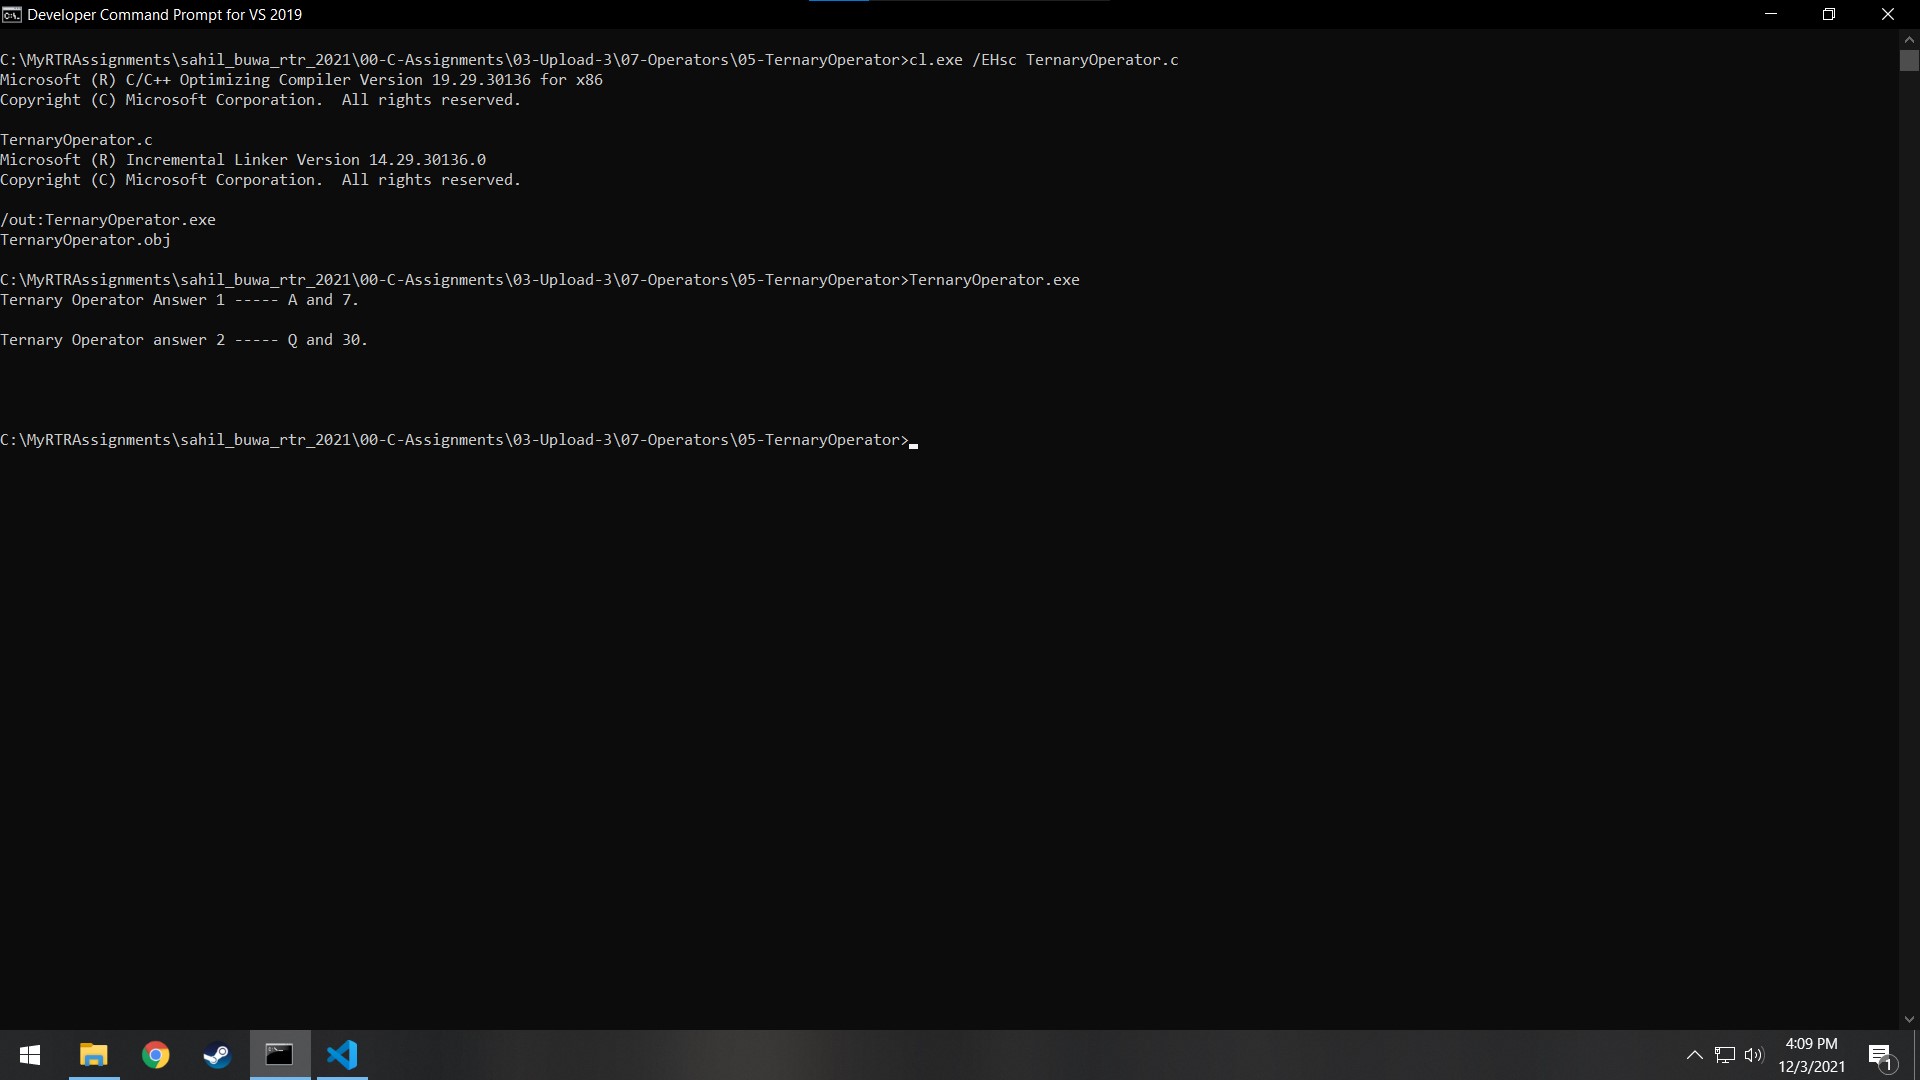 Developer Command Prompt for VS 2019
C:\MyRTRAssignments\sahil_buwa_rtr_2021\00-C-Assignments\03-Upload-3\07-Operators\05-TernaryOperator>cl.exe /EHsc TernaryOperator.c
Microsoft (R) C/C++ Optimizing Compiler Version 19.29.30136 for x86
Copyright (C) Microsoft Corporation.  All rights reserved.
TernaryOperator.c
Microsoft (R) Incremental Linker Version 14.29.30136.0
Copyright (C) Microsoft Corporation.  All rights reserved.
/out:TernaryOperator.exe
TernaryOperator.obj
C:\MyRTRAssignments\sahil_buwa_rtr_2021\00-C-Assignments\03-Upload-3\07-Operators\05-TernaryOperator>TernaryOperator.exe
Ternary Operator Answer 1 ----- A and 7.
Ternary Operator answer 2 ----- Q and 30.
C:\MyRTRAssignments\sahil_buwa_rtr_2021\00-C-Assignments\03-Upload-3\07-Operators\05-TernaryOperator>
4:09 PM
12/3/2021
1